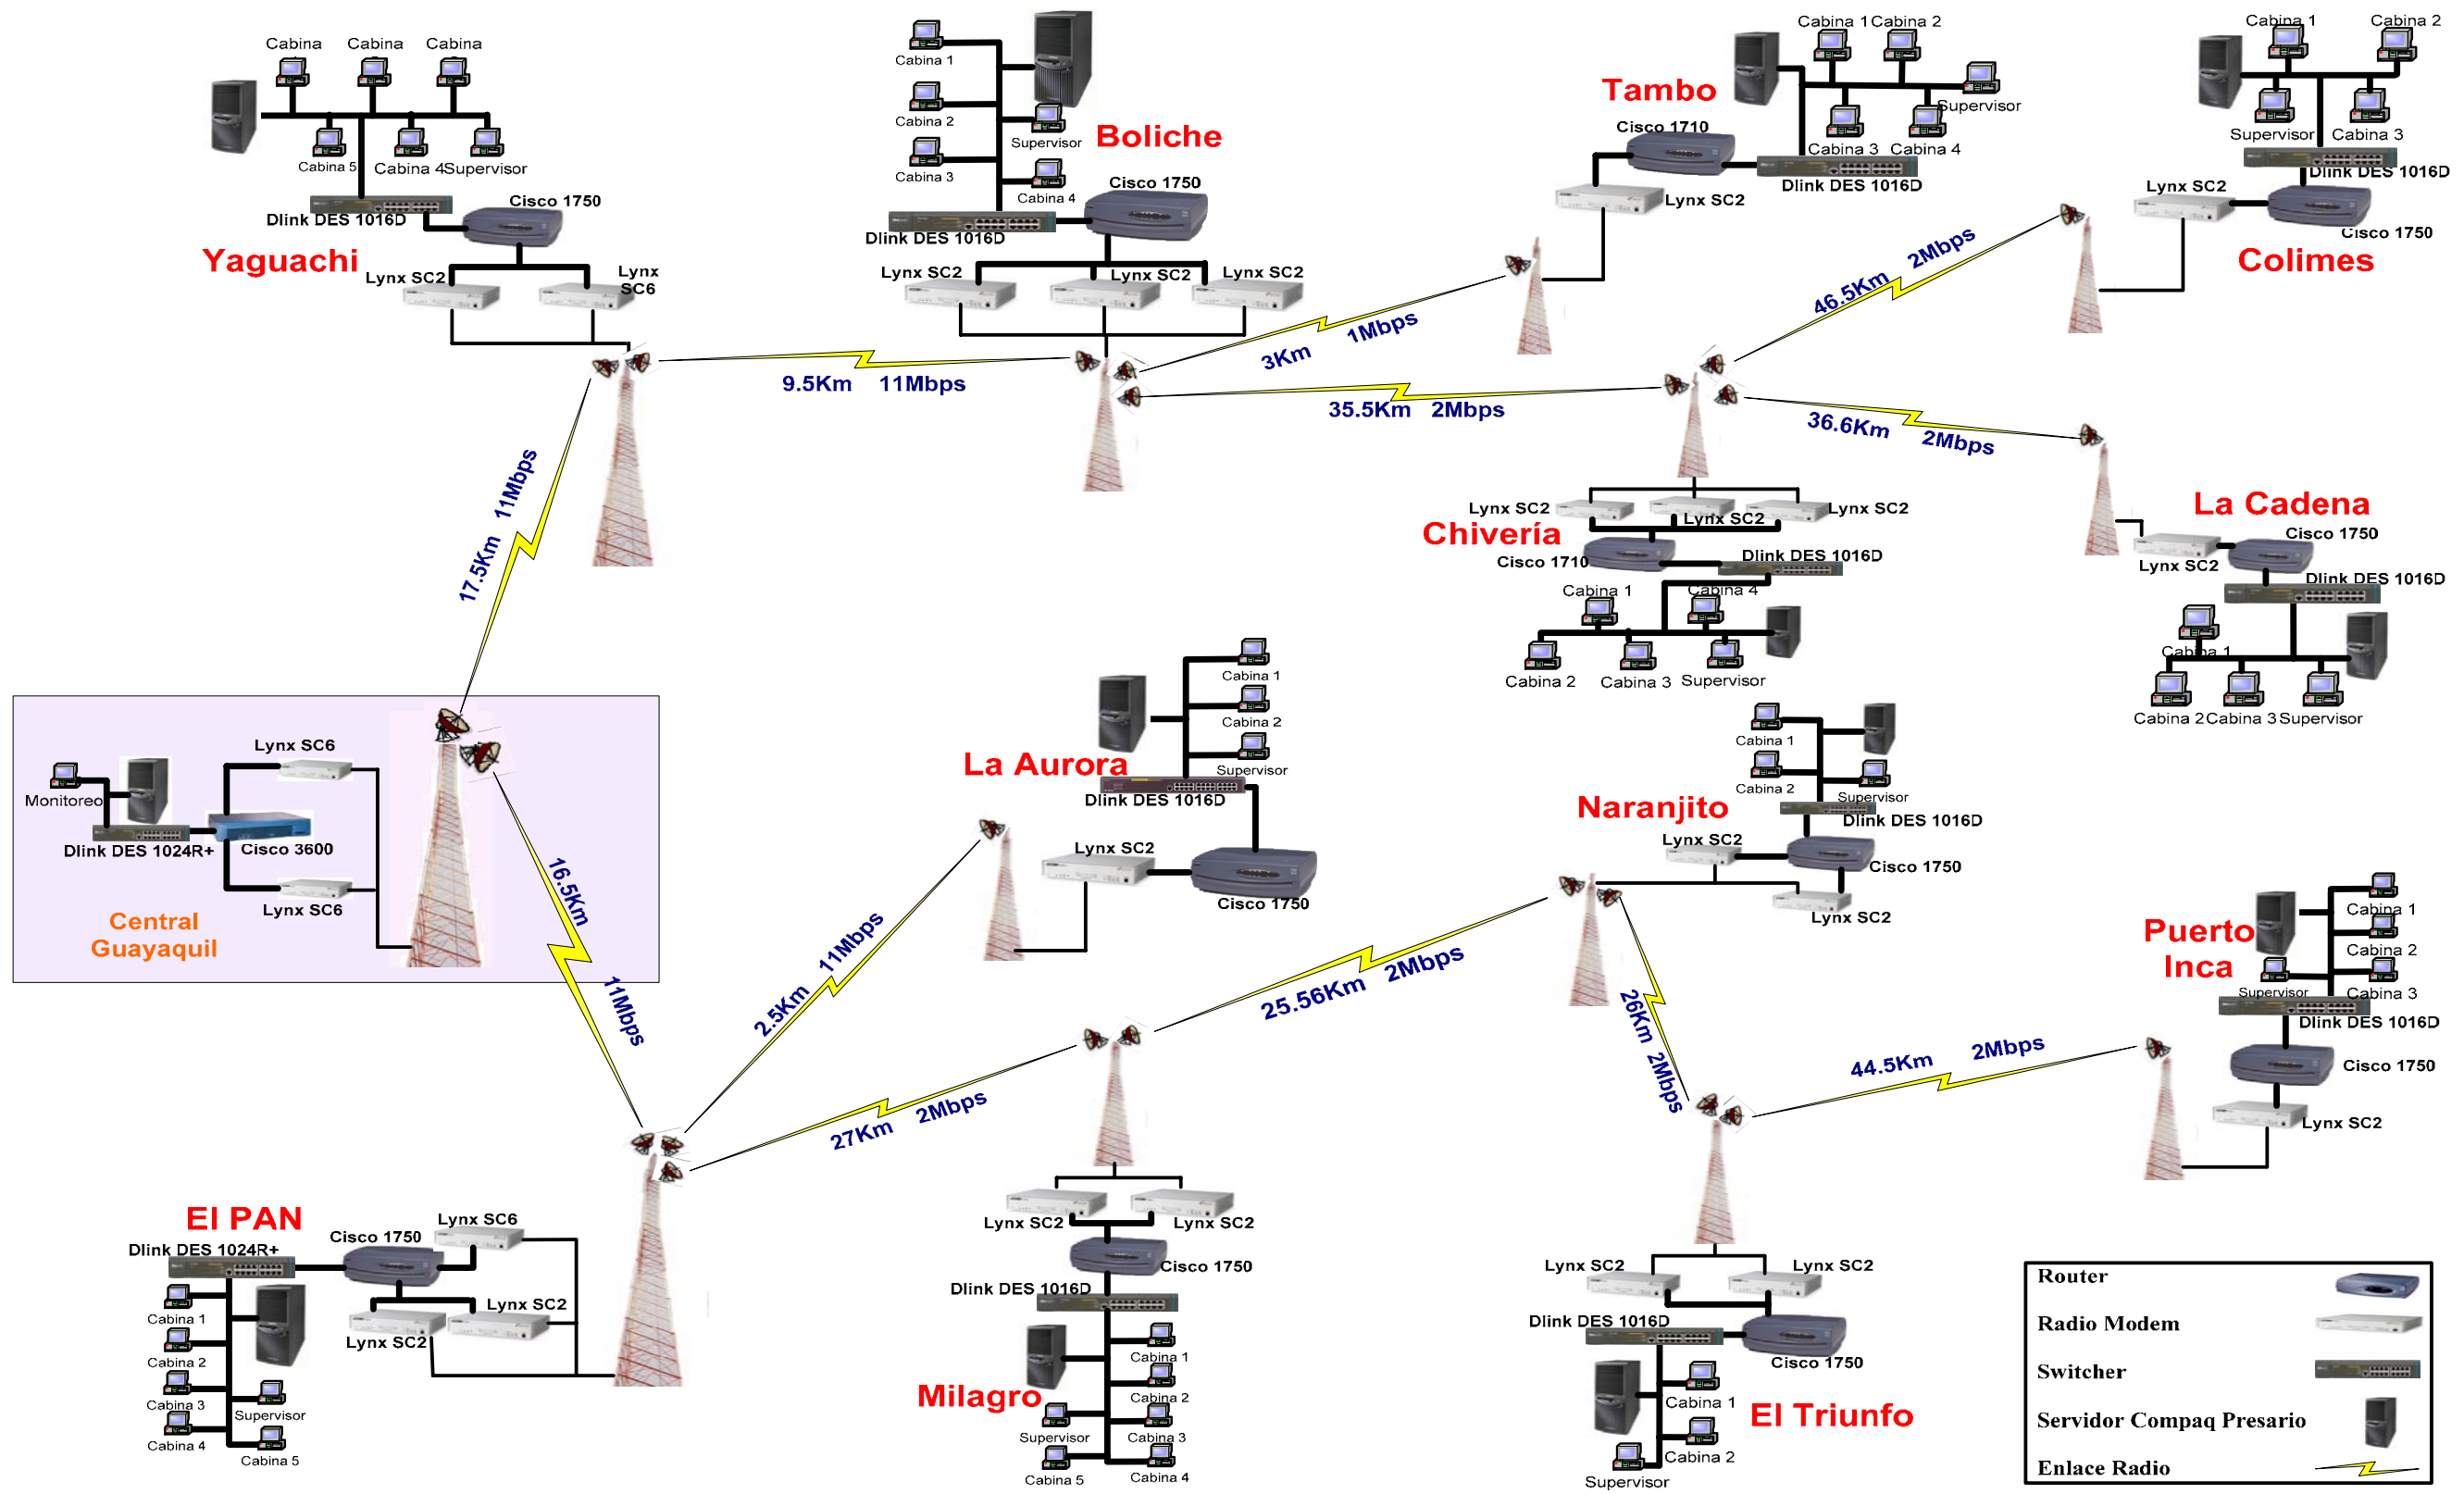 Cabina
Cabina
Cabina
Cabina 5
Cabina 4
Supervisor
Dlink DES 1016D
Cisco 1750
Yaguachi
Lynx SC2
Lynx
SC6
Cabina 1
Cabina 2
Cabina 3
Supervisor
Cabina 4
Boliche
Cisco 1750
Dlink DES 1016D
Lynx SC2
Lynx SC2
Lynx SC2
Tambo
Cabina 1
Cabina 2
Supervisor
Cabina 3
Cabina 4
Cisco 1710
Dlink DES 1016D
Lynx SC2
Cabina 1
Cabina 2
Supervisor
Cabina 3
Dlink DES 1016D
Lynx SC2
Cisco 1750
Colimes
9.5Km 11Mbps
3Km 1Mbps
46.5Km 2Mbps
35.5Km 2Mbps
36.6Km 2Mbps
17.5Km 11Mbps
Lynx SC2
Lynx SC2
Lynx SC2
Chivería
Cisco 1710
Dlink DES 1016D
Cabina 1
Cabina 4
Cabina 2
Cabina 3
Supervisor
La Cadena
Cisco 1750
Lynx SC2
Dlink DES 1016D
Cabina 1
Cabina 2
Cabina 3
Supervisor
Lynx SC6
Monitoreo
Dlink DES 1024R+
Cisco 3600
Lynx SC6
Central
Guayaquil
16.5Km 11Mbps
La Aurora
Cabina 1
Cabina 2
Supervisor
Dlink DES 1016D
Lynx SC2
Cisco 1750
2.5Km 11Mbps
Naranjito
Cabina 1
Cabina 2
Supervisor
Dlink DES 1016D
Lynx SC2
Cisco 1750
Lynx SC2
27Km 2Mbps
25.56Km 2Mbps
26Km 2Mbps
44.5Km 2Mbps
Puerto
Inca
Cabina 1
Cabina 2
Supervisor
Cabina 3
Dlink DES 1016D
Cisco 1750
Lynx SC2
El PAN
Dlink DES 1024R+
Cisco 1750
Lynx SC6
Lynx SC2
Lynx SC2
Cabina 1
Cabina 2
Cabina 3
Supervisor
Cabina 4
Cabina 5
Lynx SC2
Lynx SC2
Cisco 1750
Dlink DES 1016D
Milagro
Cabina 1
Cabina 2
Supervisor
Cabina 3
Cabina 5
Cabina 4
Lynx SC2
Lynx SC2
Dlink DES 1016D
Cisco 1750
El Triunfo
Cabina 1
Cabina 2
Supervisor
Router
Radio Modem
Switcher
Servidor Compaq Presario
Enlace Radio